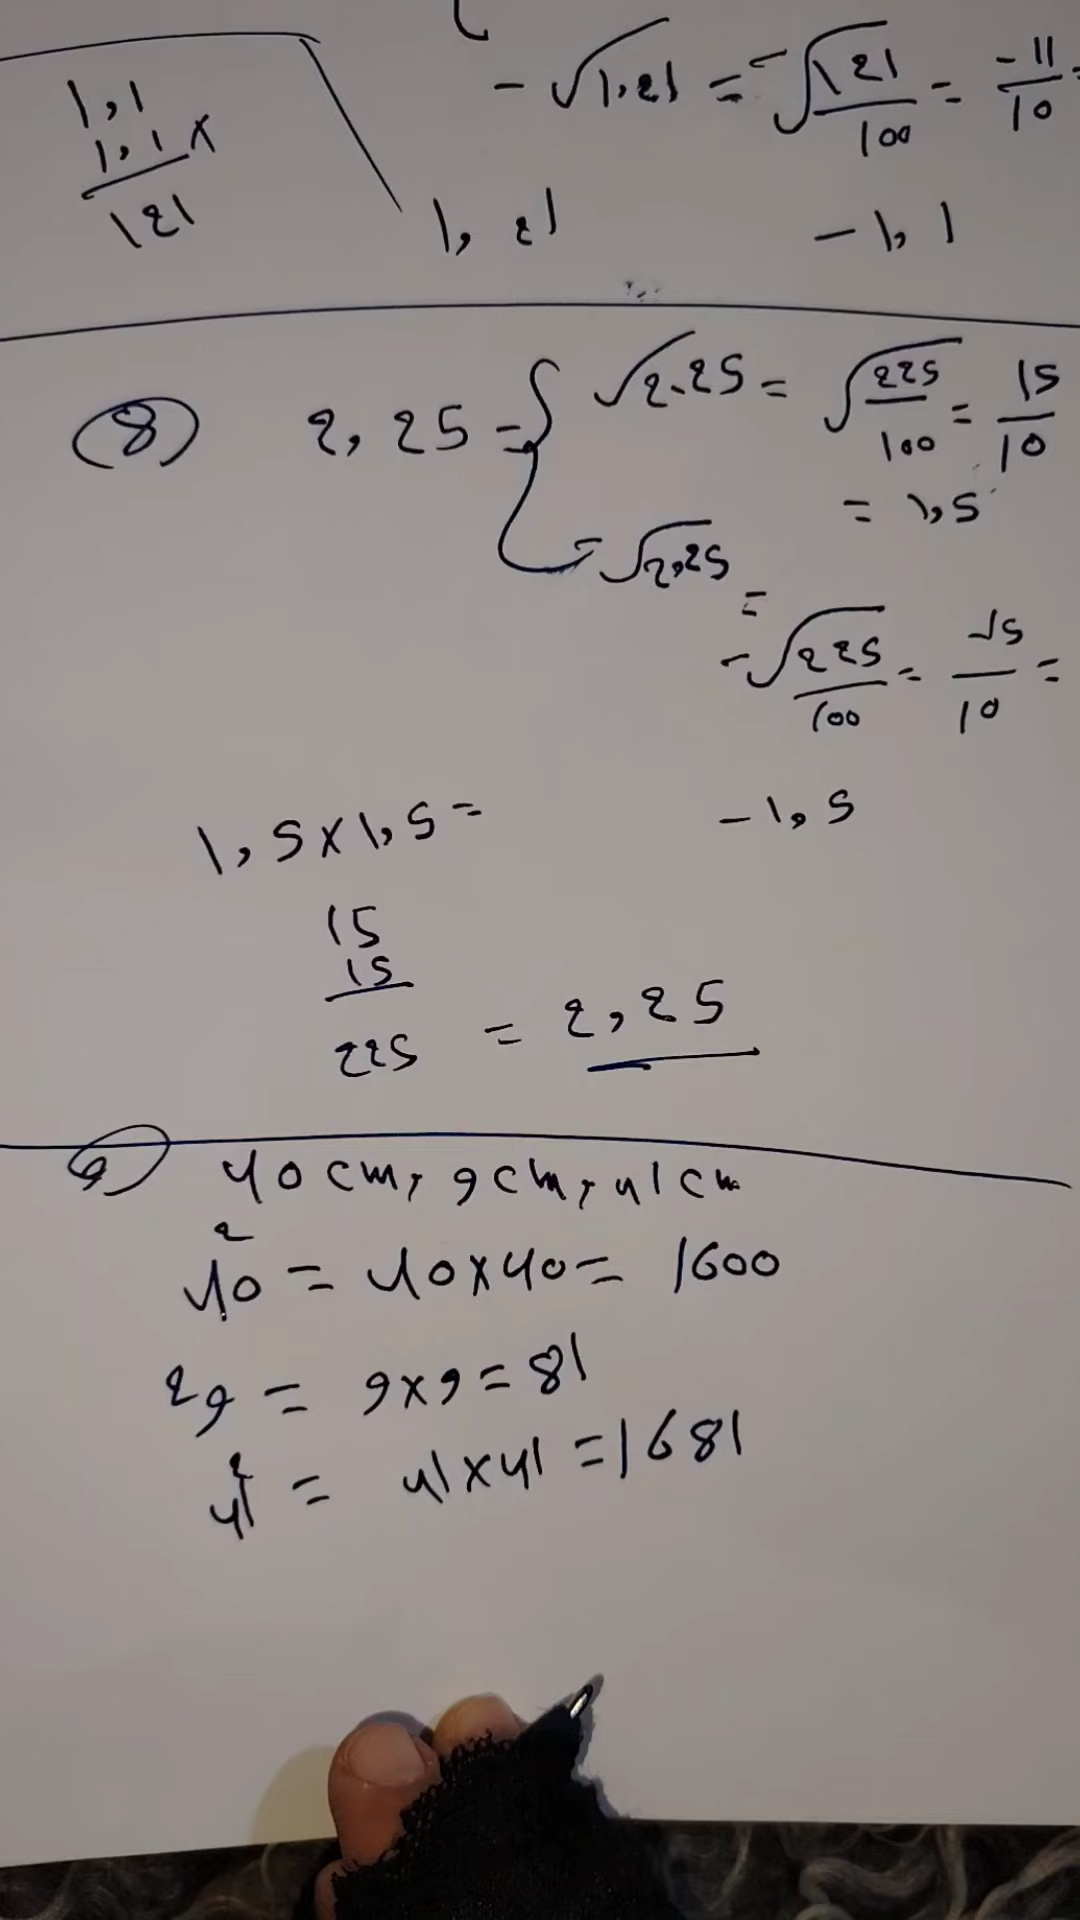 1,1
1,1 x
121
- √1.21 = - √121/100 = -11/10 =
1,21
-1,1
8 2,25 = √2.25 = √225/100 = 15/10
= 1,5
- √2,25
=
- √225/100 = -15/10 =
1,5 x 1,5 =
-1,5
15
15
225 = 2,25
9 40 cm, 9 cm, 41 cm
40² = 40 x 40 = 1600
²9 = 9 x 9 = 81
41² = 41 x 41 = 1681